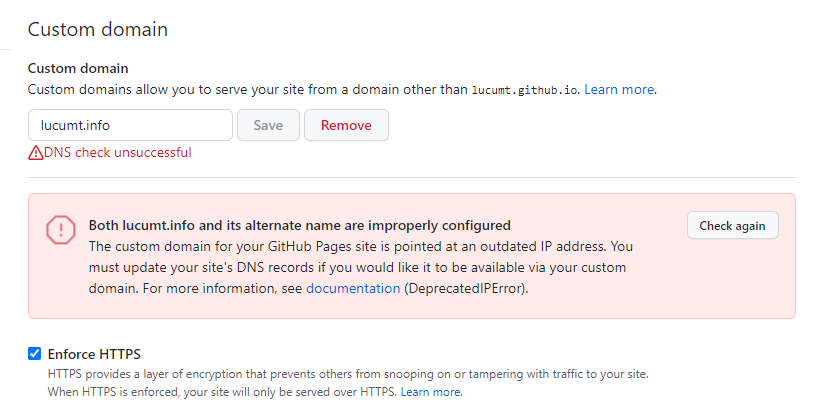 Custom domain
Custom domain
Custom domains allow you to serve your site from a domain other than lucumt.github.io. Learn more.
lucumt.info Save Remove
DNS check unsuccessful
Both lucumt.info and its alternate name are improperly configured
Check again
The custom domain for your GitHub Pages site is pointed at an outdated IP address. You
must update your site's DNS records if you would like it to be available via your custom
domain. For more information, see documentation (DeprecatedIPError).
Enforce HTTPS
HTTPS provides a layer of encryption that prevents others from snooping on or tampering with traffic to your site.
When HTTPS is enforced, your site will only be served over HTTPS. Learn more.